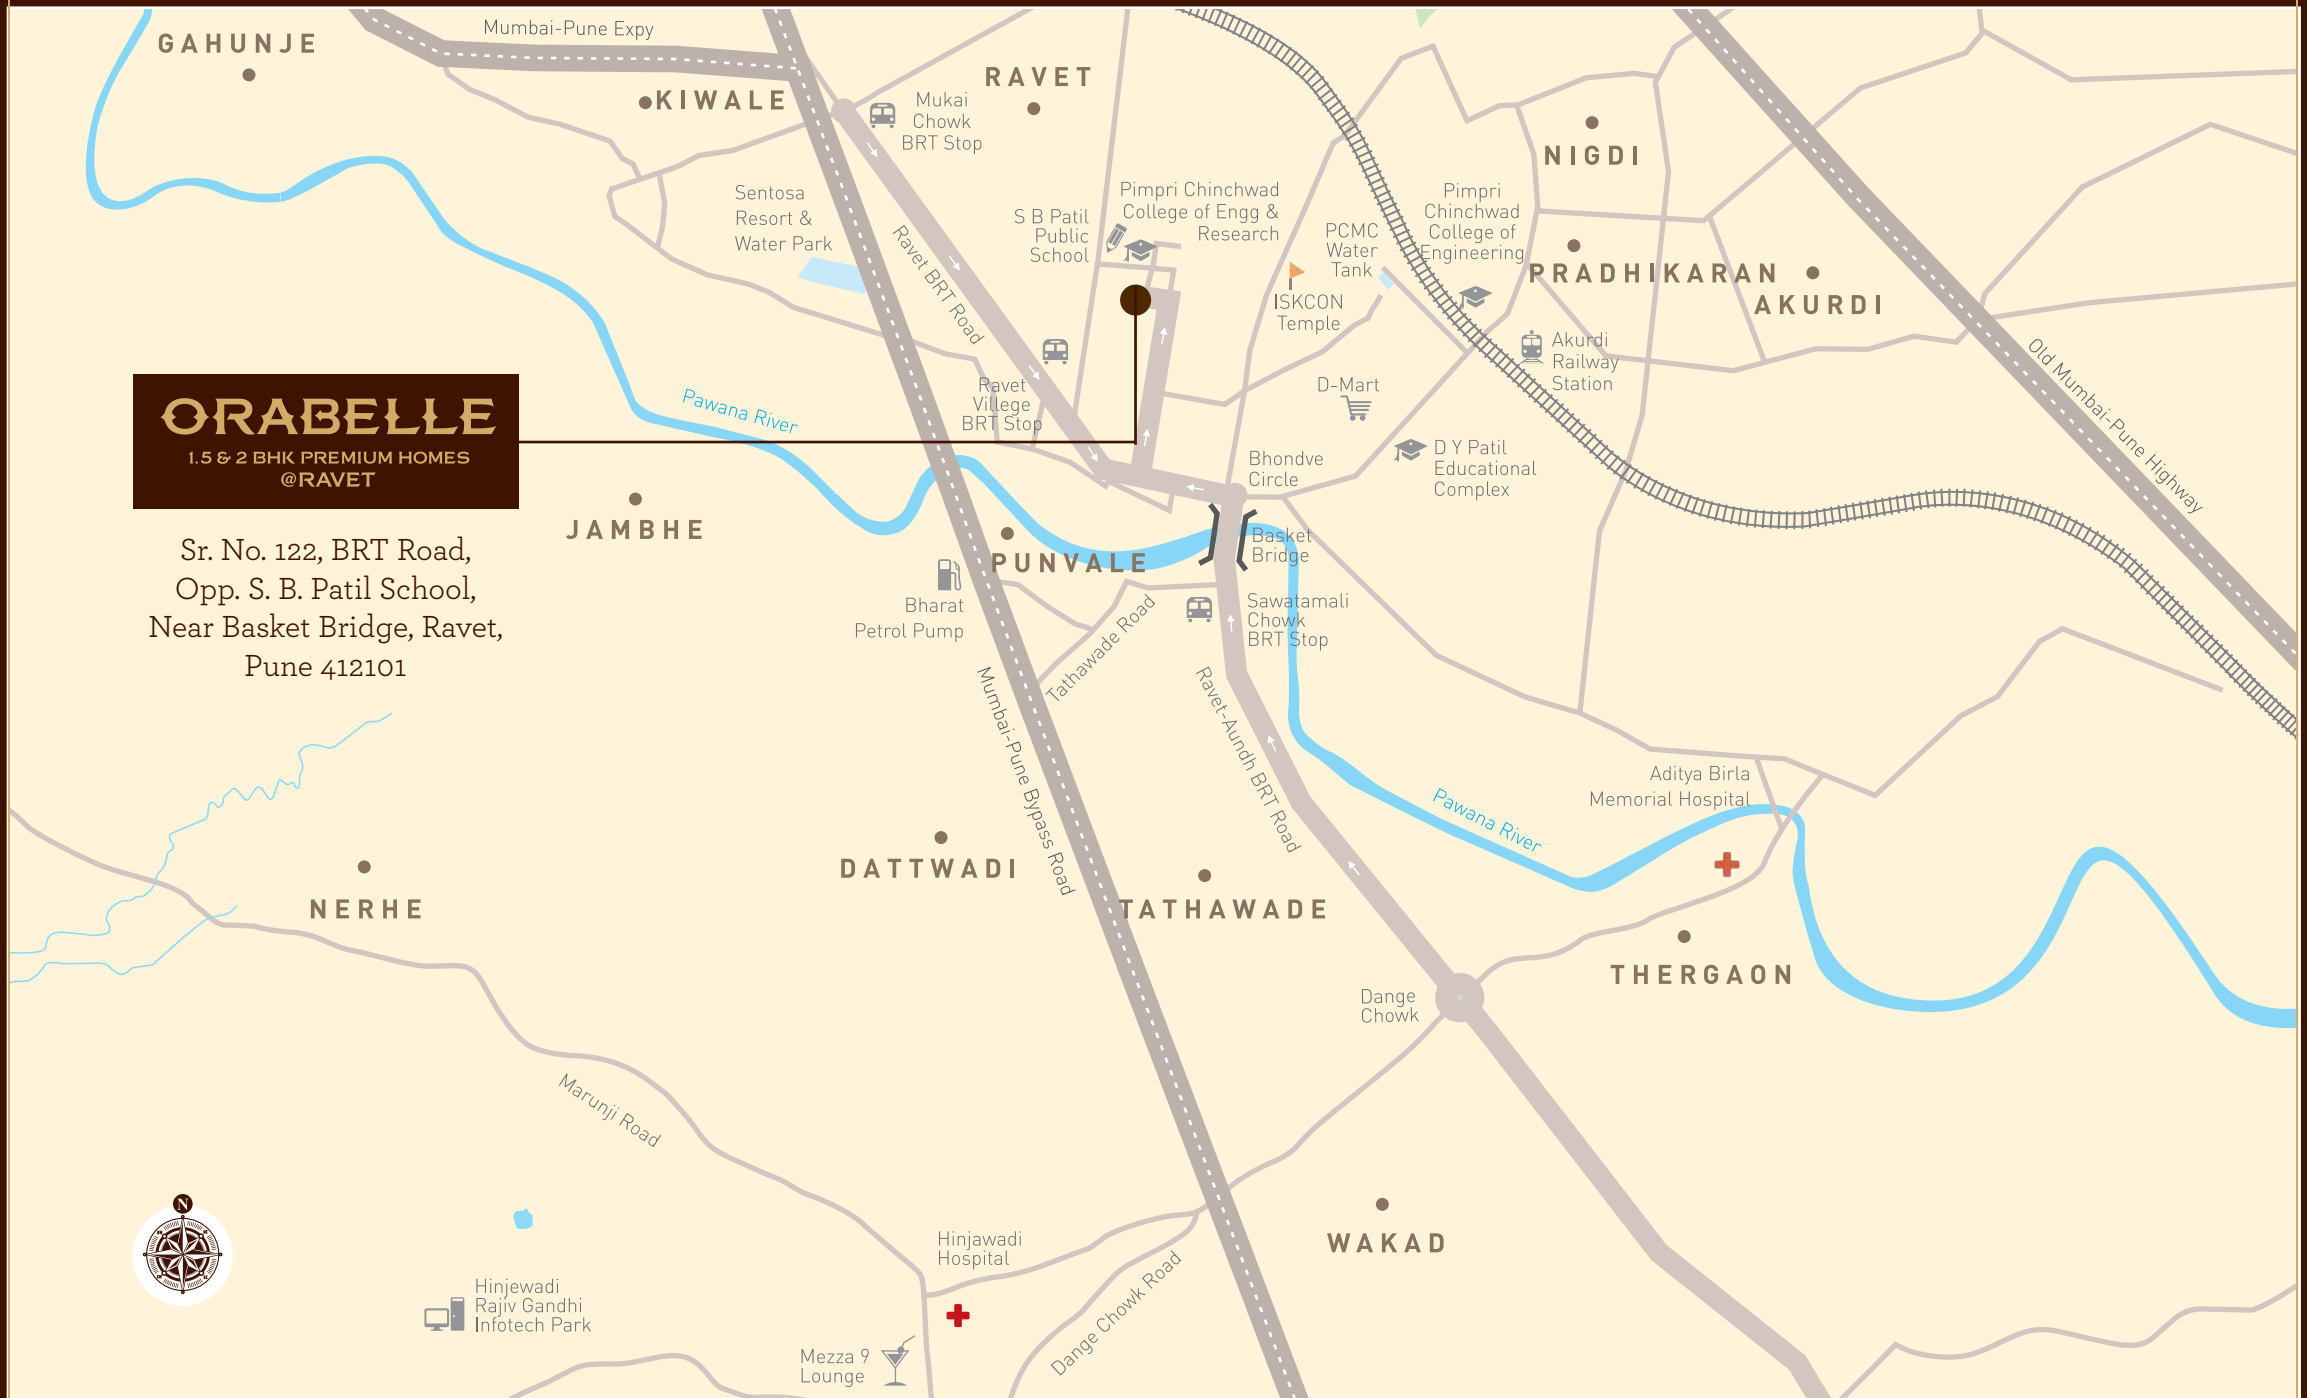 Mumbai-Pune Expy
GAHUNJE
KIWALE
RAVET
Mukai
Chowk
BRT Stop
NIGDI
Sentosa
Resort &
Water Park
Ravet BRT Road
S B Patil
Public
School
Pimpri Chinchwad
College of Engg &
Research
PCMC
Water
Tank
Pimpri
Chinchwad
College of
Engineering
PRADHIKARAN
AKURDI
ISKCON
Temple
Akurdi
Railway
Station
Old Mumbai-Pune Highway
ORABELLE
1.5 & 2 BHK PREMIUM HOMES
@RAVET
Sr. No. 122, BRT Road,
Opp. S. B. Patil School,
Near Basket Bridge, Ravet,
Pune 412101
Pawana River
Ravet
Villege
BRT Stop
D-Mart
Bhondve
Circle
D Y Patil
Educational
Complex
JAMBHE
PUNVALE
Basket
Bridge
Bharat
Petrol Pump
Tathawade Road
Sawatamali
Chowk
BRT Stop
Mumbai-Pune Bypass Road
Ravet-Aundh BRT Road
Pawana River
Aditya Birla
Memorial Hospital
NERHE
DATTWADI
TATHAWADE
THERGAON
Dange
Chowk
Marunji Road
N
Hinjawadi
Hospital
WAKAD
Dange Chowk Road
Hinjewadi
Rajiv Gandhi
Infotech Park
Mezza 9
Lounge